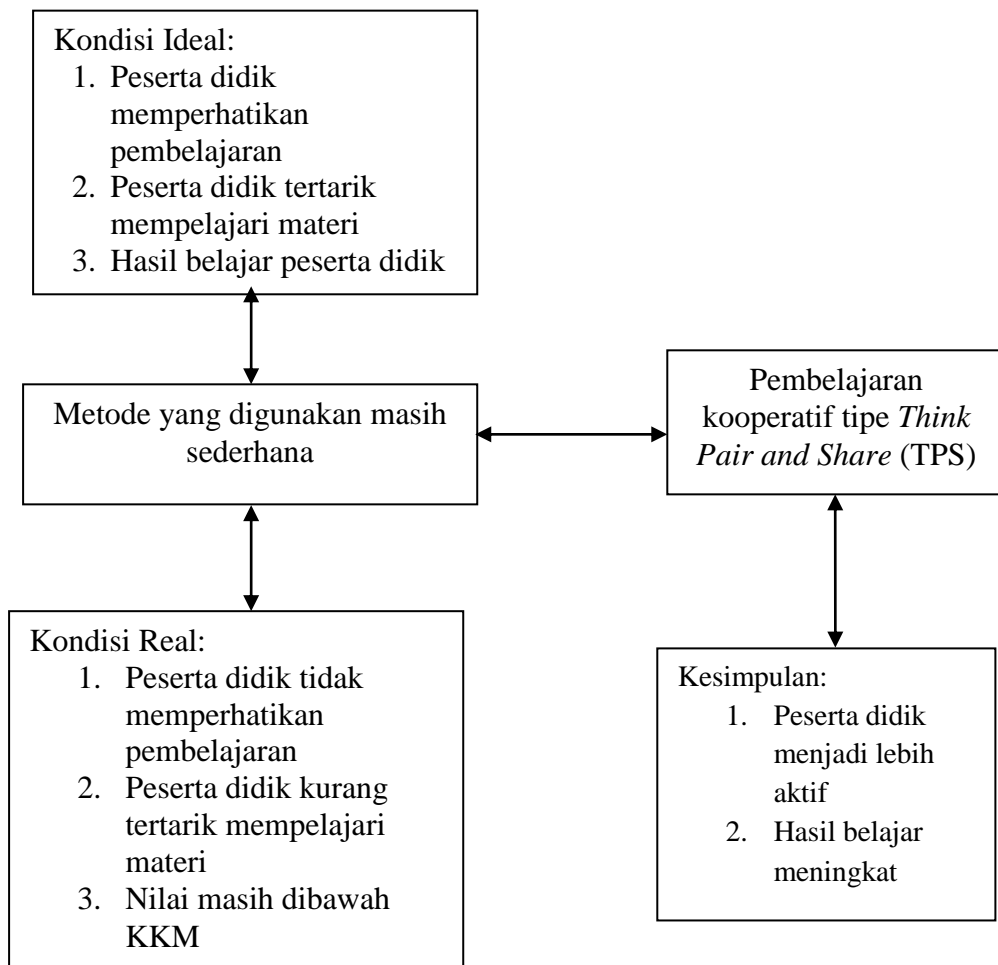 Kondisi Ideal:
1. Peserta didik
memperhatikan
pembelajaran
2. Peserta didik tertarik
mempelajari materi
3. Hasil belajar peserta didik
Metode yang digunakan masih
sederhana
Pembelajaran
kooperatif tipe Think
Pair and Share (TPS)
Kondisi Real:
1. Peserta didik tidak
memperhatikan
pembelajaran
2. Peserta didik kurang
tertarik mempelajari
materi
3. Nilai masih dibawah
KKM
Kesimpulan:
1. Peserta didik
menjadi lebih
aktif
2. Hasil belajar
meningkat